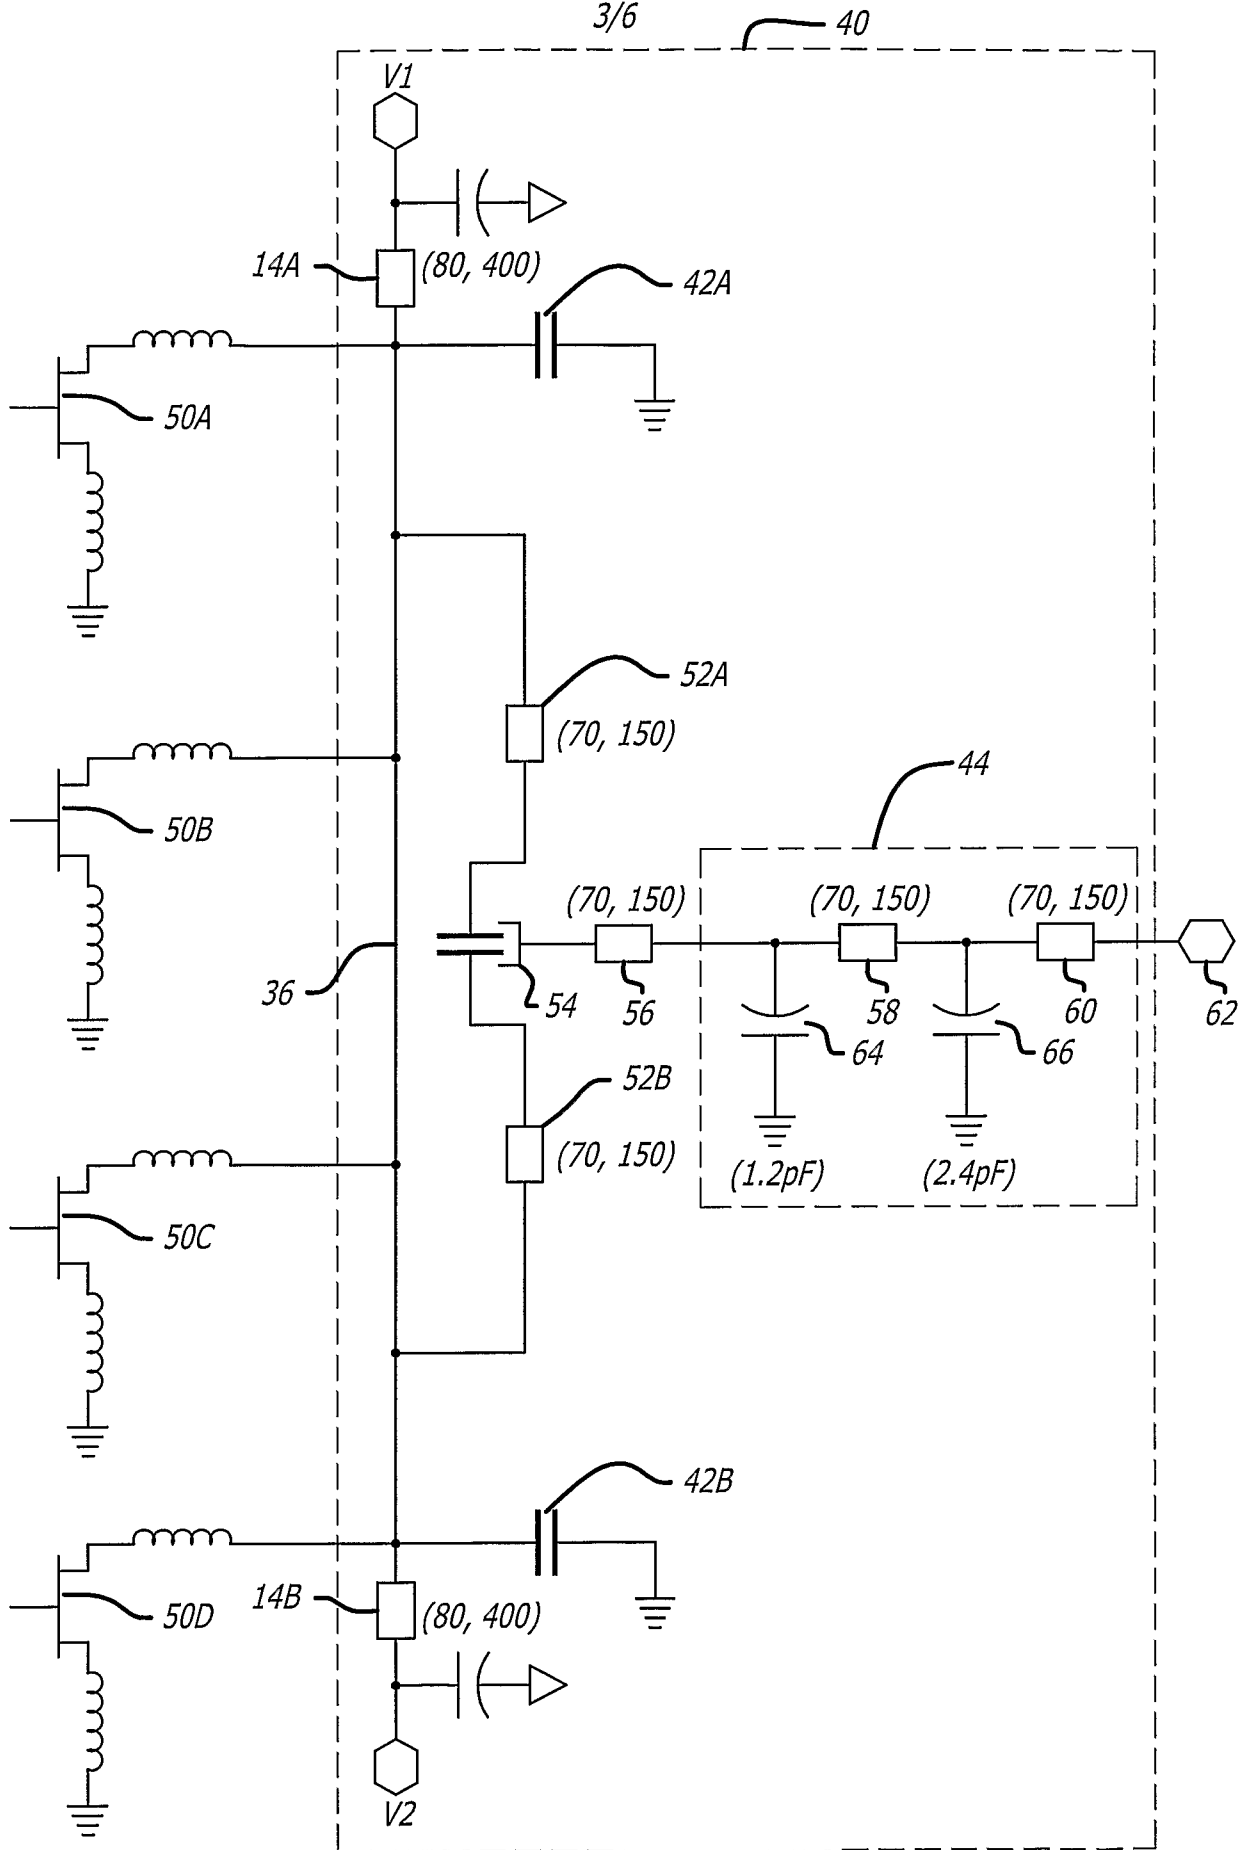 3/6
40
V1
14A
(80, 400)
42A
50A
52A
(70, 150)
44
50B
(70, 150)
(70, 150)
(70, 150)
36
54
56
58
60
62
64
66
52B
(70, 150)
(1.2pF)
(2.4pF)
50C
42B
14B
(80, 400)
50D
V2